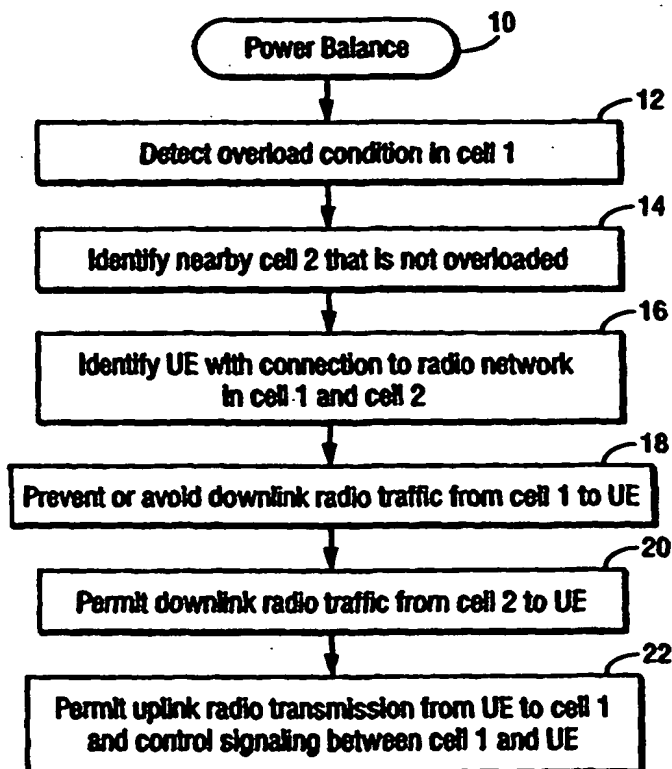 Power Balance
10
12
Detect overload condition in cell 1
14
Identify nearby cell 2 that is not overloaded
16
Identify UE with connection to radio network
in cell 1 and cell 2
18
Prevent or avoid downlink radio traffic from cell 1 to UE
20
Permit downlink radio traffic from cell 2 to UE
22
Permit uplink radio transmission from UE to cell 1
and control signaling between cell 1 and UE